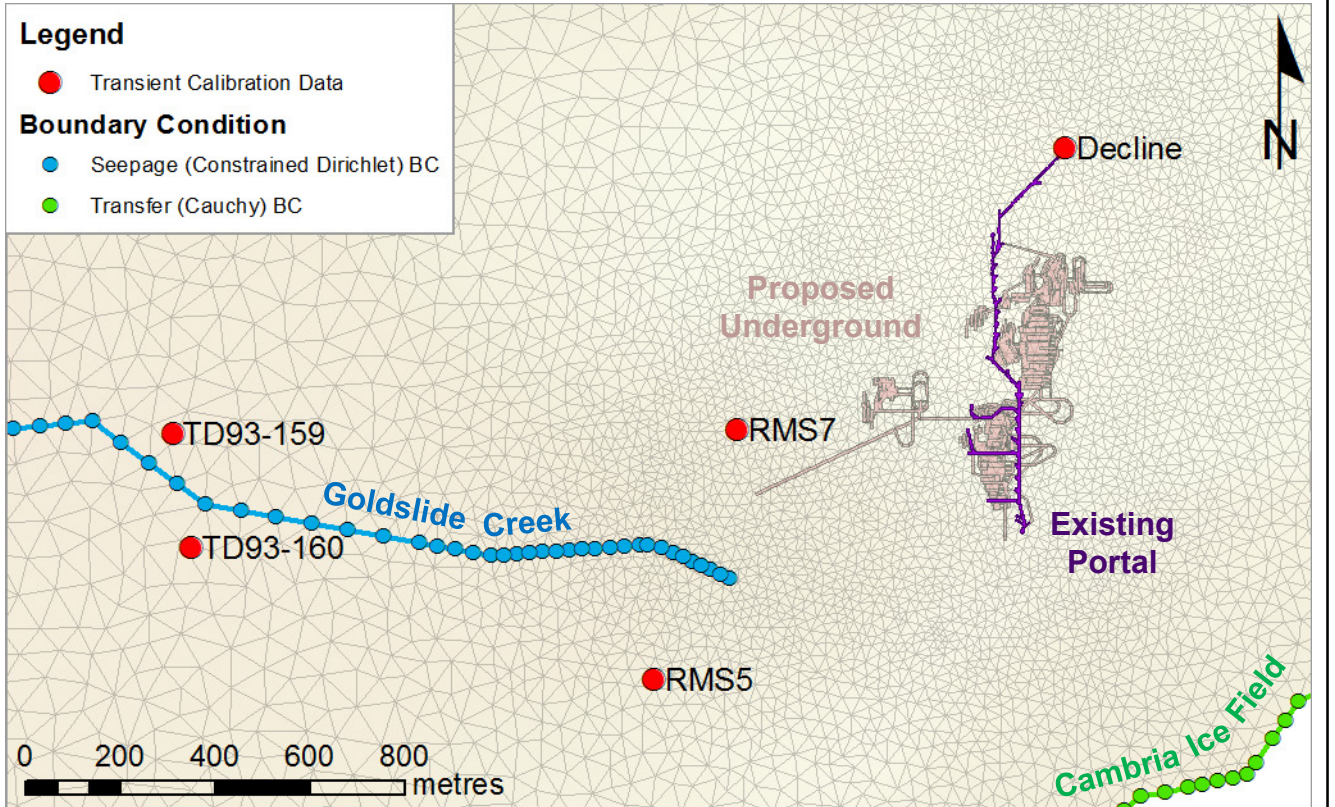 Legend
Transient Calibration Data
Boundary Condition
Seepage (Constrained Dirichlet) BC
Transfer (Cauchy) BC
N
Decline
Proposed
Underground
TD93-159
RMS7
Goldslide Creek
TD93-160
Existing
Portal
RMS5
Cambria Ice Field
0 200 400 600 800
metres